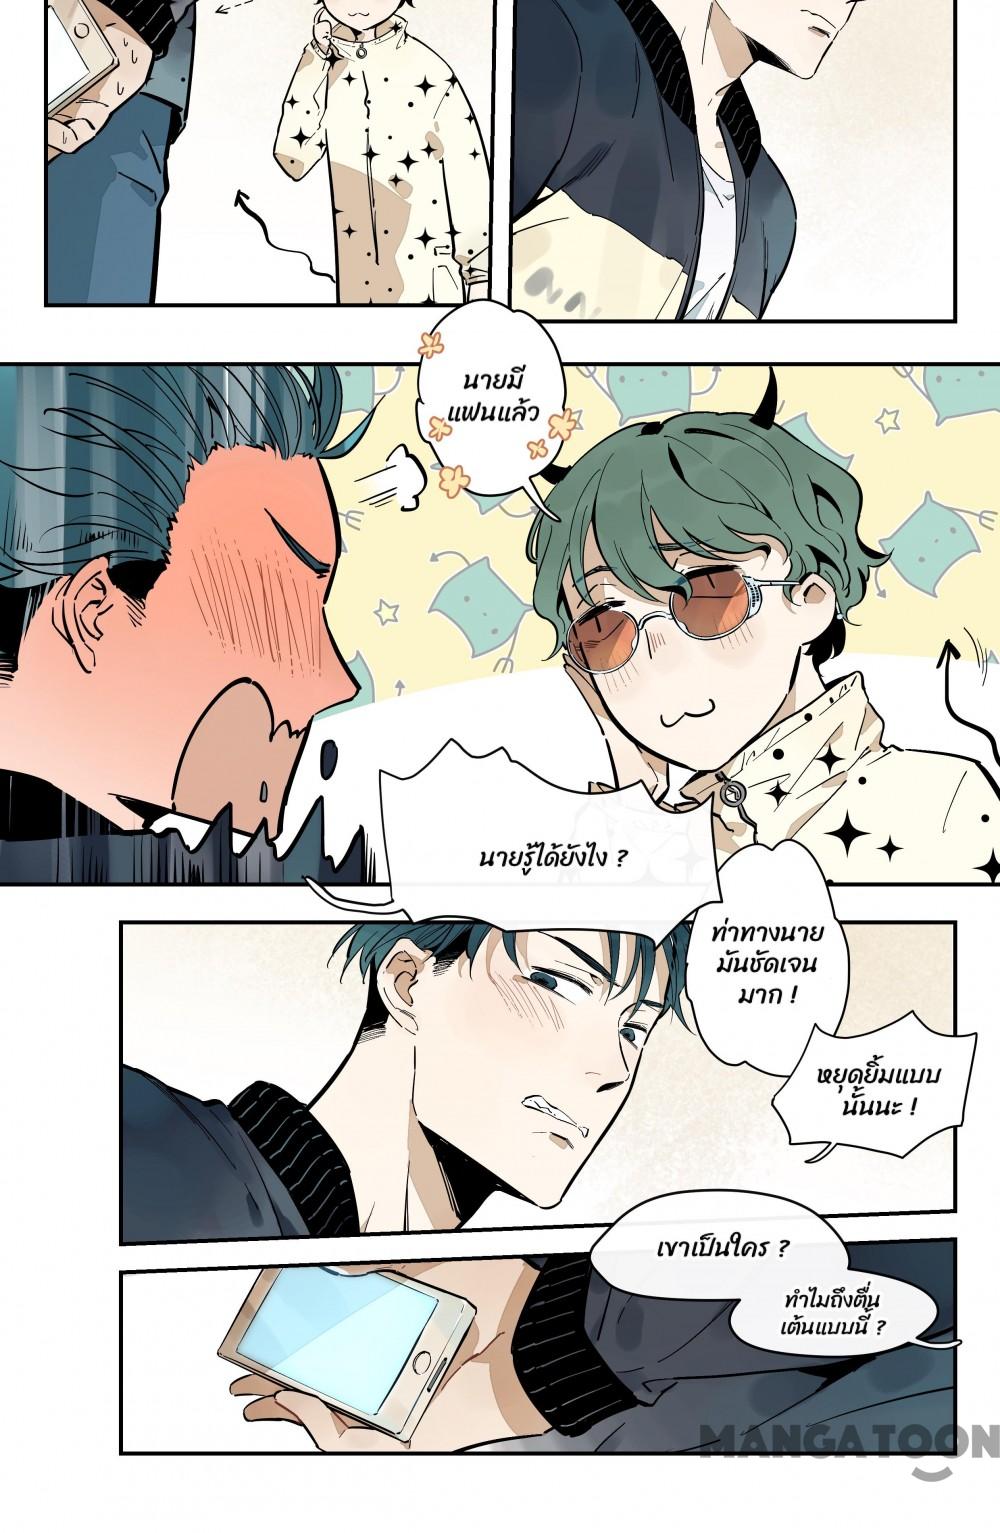 นายมี
แฟนแล้ว
นายรู้ได้ยังไง ?
ท่าทางนาย
มันชัดเจน
มาก !
หยุดยิ้มแบบ
นั้นนะ !
เขาเป็นใคร ?
ทำไมถึงตื่น
เต้นแบบนี้ ?
MANGATOON